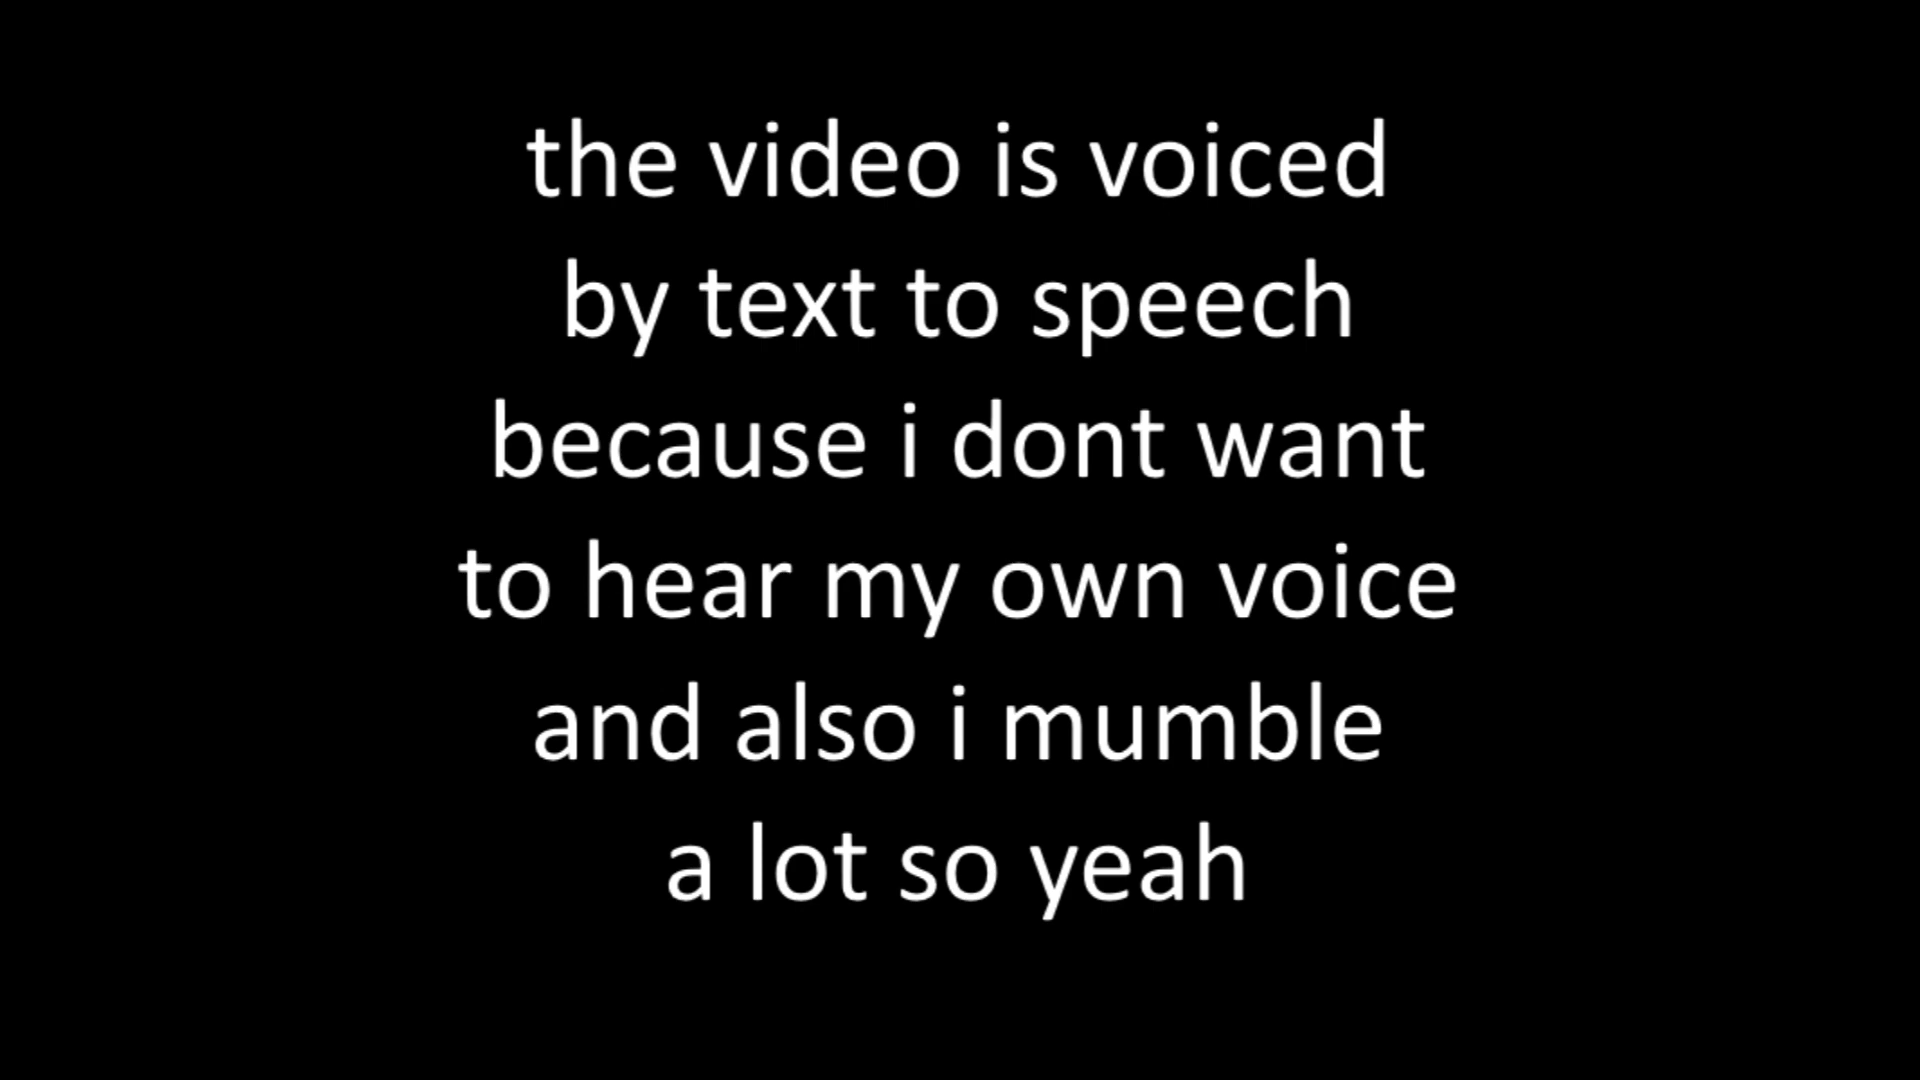 the video is voiced
by text to speech
because i dont want
to hear my own voice
and also i mumble
a lot so yeah